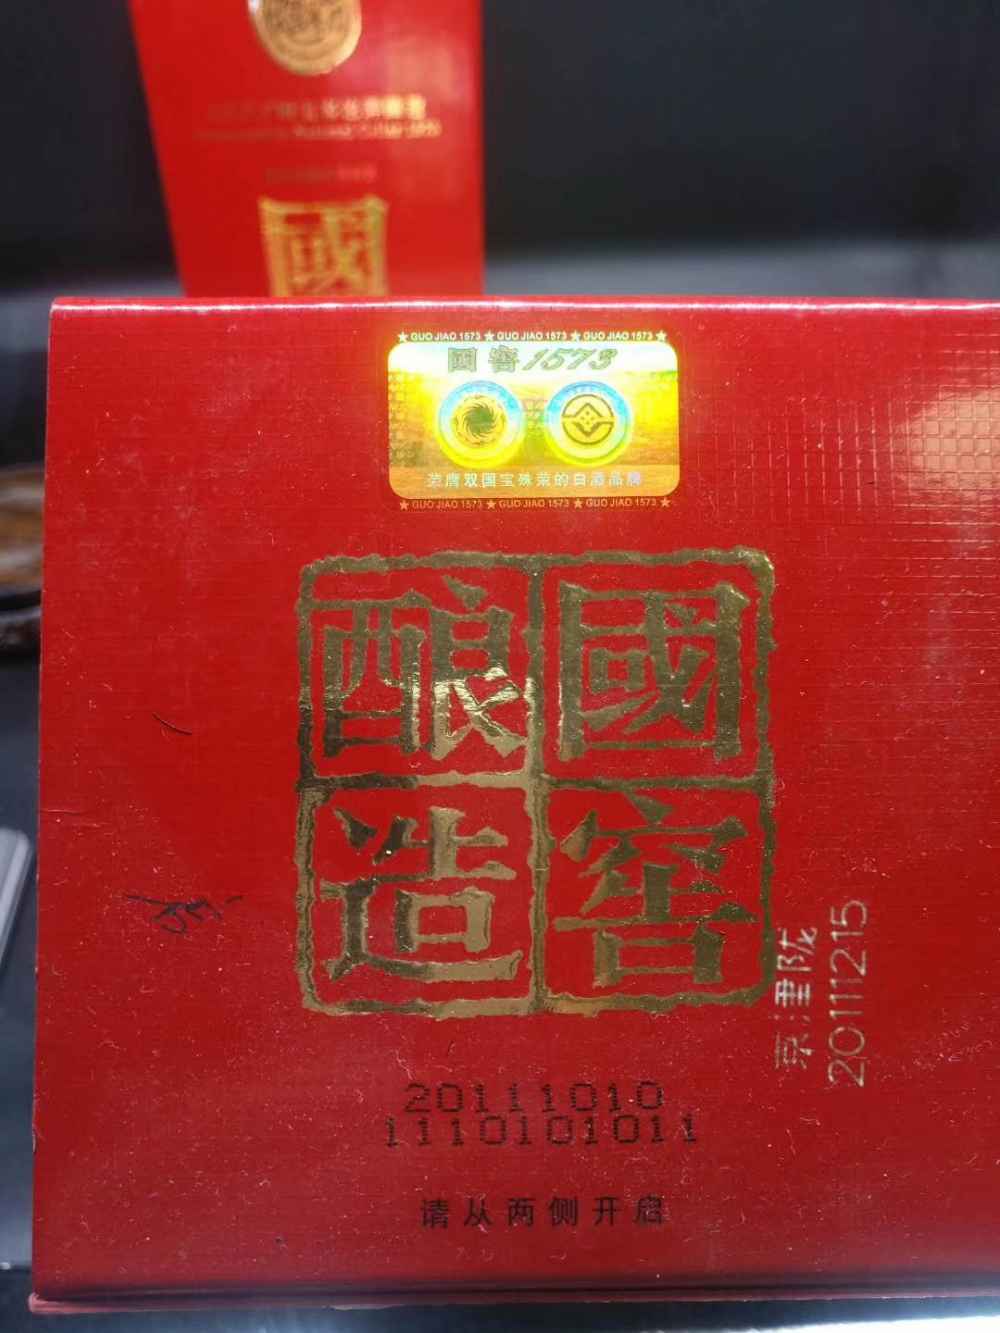 國
★ GUO JIAO 1573 ★ GUO JIAO 1573 ★ GUO JIAO 1573 ★
国窖1573
荣膺双国宝殊荣的白酒品牌
★ GUO JIAO 1573 ★ GUO JIAO 1573 ★ GUO JIAO 1573 ★
國窖
酿造
京津陇
20111215
20111010
1110101011
请从两侧开启